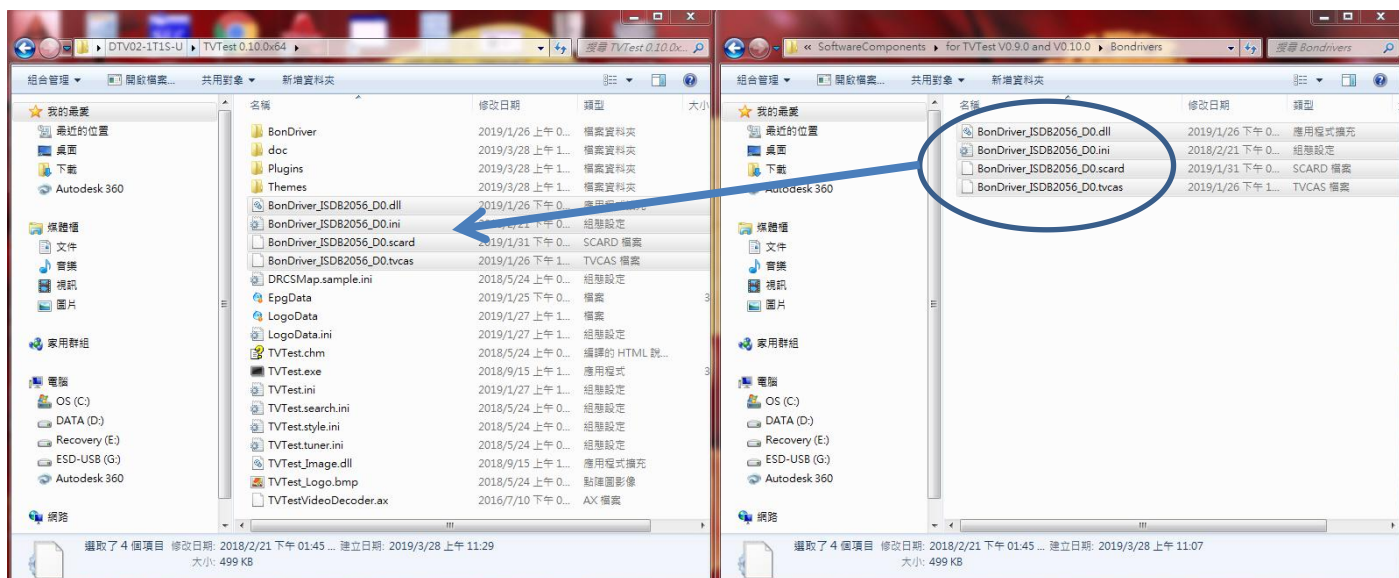 DTV02-1T1S-U ▸ TVTest 0.10.0x64 ▸
搜尋 TVTest 0.10.0x...
組合管理 ▼ 開啟檔案... 共用對象 ▼ 新增資料夾
我的最愛
最近的位置
桌面
下載
Autodesk 360
媒體櫃
文件
音樂
視訊
圖片
家用群組
電腦
OS (C:)
DATA (D:)
Recovery (E:)
ESD-USB (G:)
Autodesk 360
網路
名稱 修改日期 類型 大小
BonDriver 2019/1/26 上午 0... 檔案資料夾
doc 2019/3/28 上午 1... 檔案資料夾
Plugins 2019/3/28 上午 1... 檔案資料夾
Themes 2019/3/28 上午 1... 檔案資料夾
BonDriver_ISDB2056_D0.dll 2019/1/26 下午 0...
BonDriver_ISDB2056_D0.ini 組態設定
BonDriver_ISDB2056_D0.scard 2019/1/31 下午 0... SCARD 檔案
BonDriver_ISDB2056_D0.tvcas 2019/1/26 下午 1... TVCAS 檔案
DRCSMap.sample.ini 2018/5/24 上午 0... 組態設定
EpgData 2019/1/25 下午 0... 檔案 3
LogoData 2019/1/27 上午 1... 檔案
LogoData.ini 2019/1/27 上午 1... 組態設定
TVTest.chm 2018/5/24 上午 0... 編譯的 HTML 說...
TVTest.exe 2018/9/15 上午 1... 應用程式 3
TVTest.ini 2019/1/27 上午 1... 組態設定
TVTest.search.ini 2018/5/24 上午 0... 組態設定
TVTest.style.ini 2018/5/24 上午 0... 組態設定
TVTest.tuner.ini 2018/5/24 上午 0... 組態設定
TVTest_Image.dll 2018/9/15 上午 1... 應用程式擴充
TVTest_Logo.bmp 2018/5/24 上午 0... 點陣圖影像
TVTestVideoDecoder.ax 2016/7/10 下午 0... AX 檔案
選取了 4 個項目 修改日期: 2018/2/21 下午 01:45 ... 建立日期: 2019/3/28 上午 11:29
大小: 499 KB
« SoftwareComponents ▸ for TVTest V0.9.0 and V0.10.0 ▸ Bondrivers
搜尋 Bondrivers
組合管理 ▼ 開啟檔案... 共用對象 ▼ 新增資料夾
我的最愛
最近的位置
桌面
下載
Autodesk 360
媒體櫃
文件
音樂
視訊
圖片
家用群組
電腦
OS (C:)
DATA (D:)
Recovery (E:)
ESD-USB (G:)
Autodesk 360
網路
名稱 修改日期 類型
BonDriver_ISDB2056_D0.dll 2019/1/26 下午 0... 應用程式擴充
BonDriver_ISDB2056_D0.ini 2018/2/21 下午 0... 組態設定
BonDriver_ISDB2056_D0.scard 2019/1/31 下午 0... SCARD 檔案
BonDriver_ISDB2056_D0.tvcas 2019/1/26 下午 1... TVCAS 檔案
選取了 4 個項目 修改日期: 2018/2/21 下午 01:45 ... 建立日期: 2019/3/28 上午 11:07
大小: 499 KB